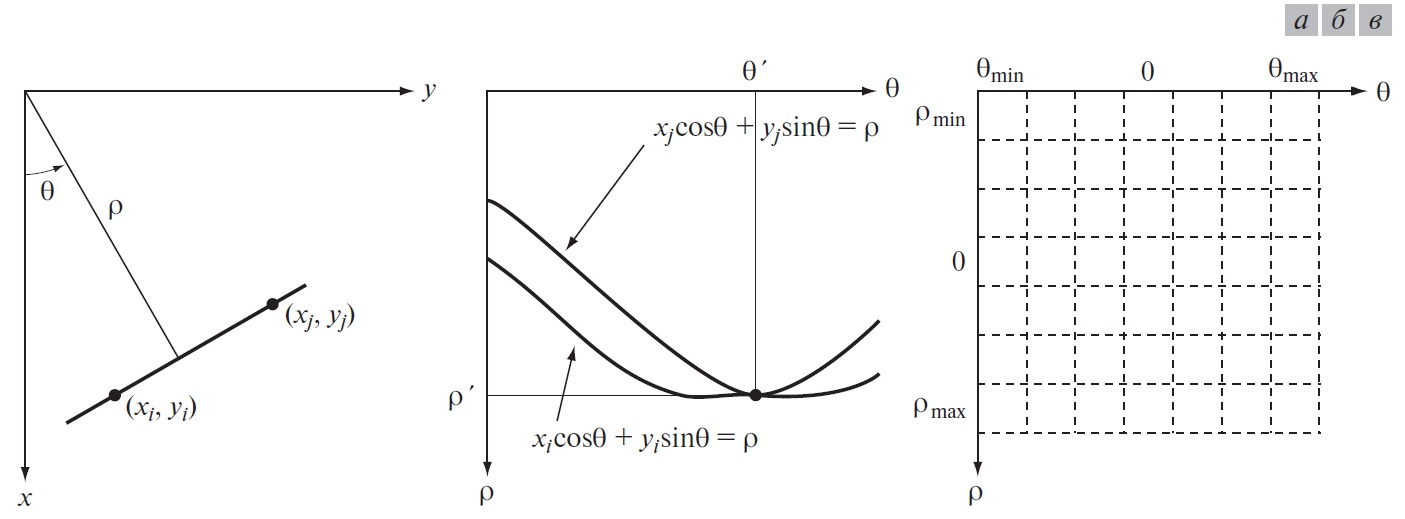 а б в
y
θ
ρ
(xj, yj)
(xi, yi)
x
θ′
θ
xjcosθ + yjsinθ = ρ
ρ′
xicosθ + yisinθ = ρ
ρ
θmin 0 θmax
θ
ρmin
0
ρmax
ρ